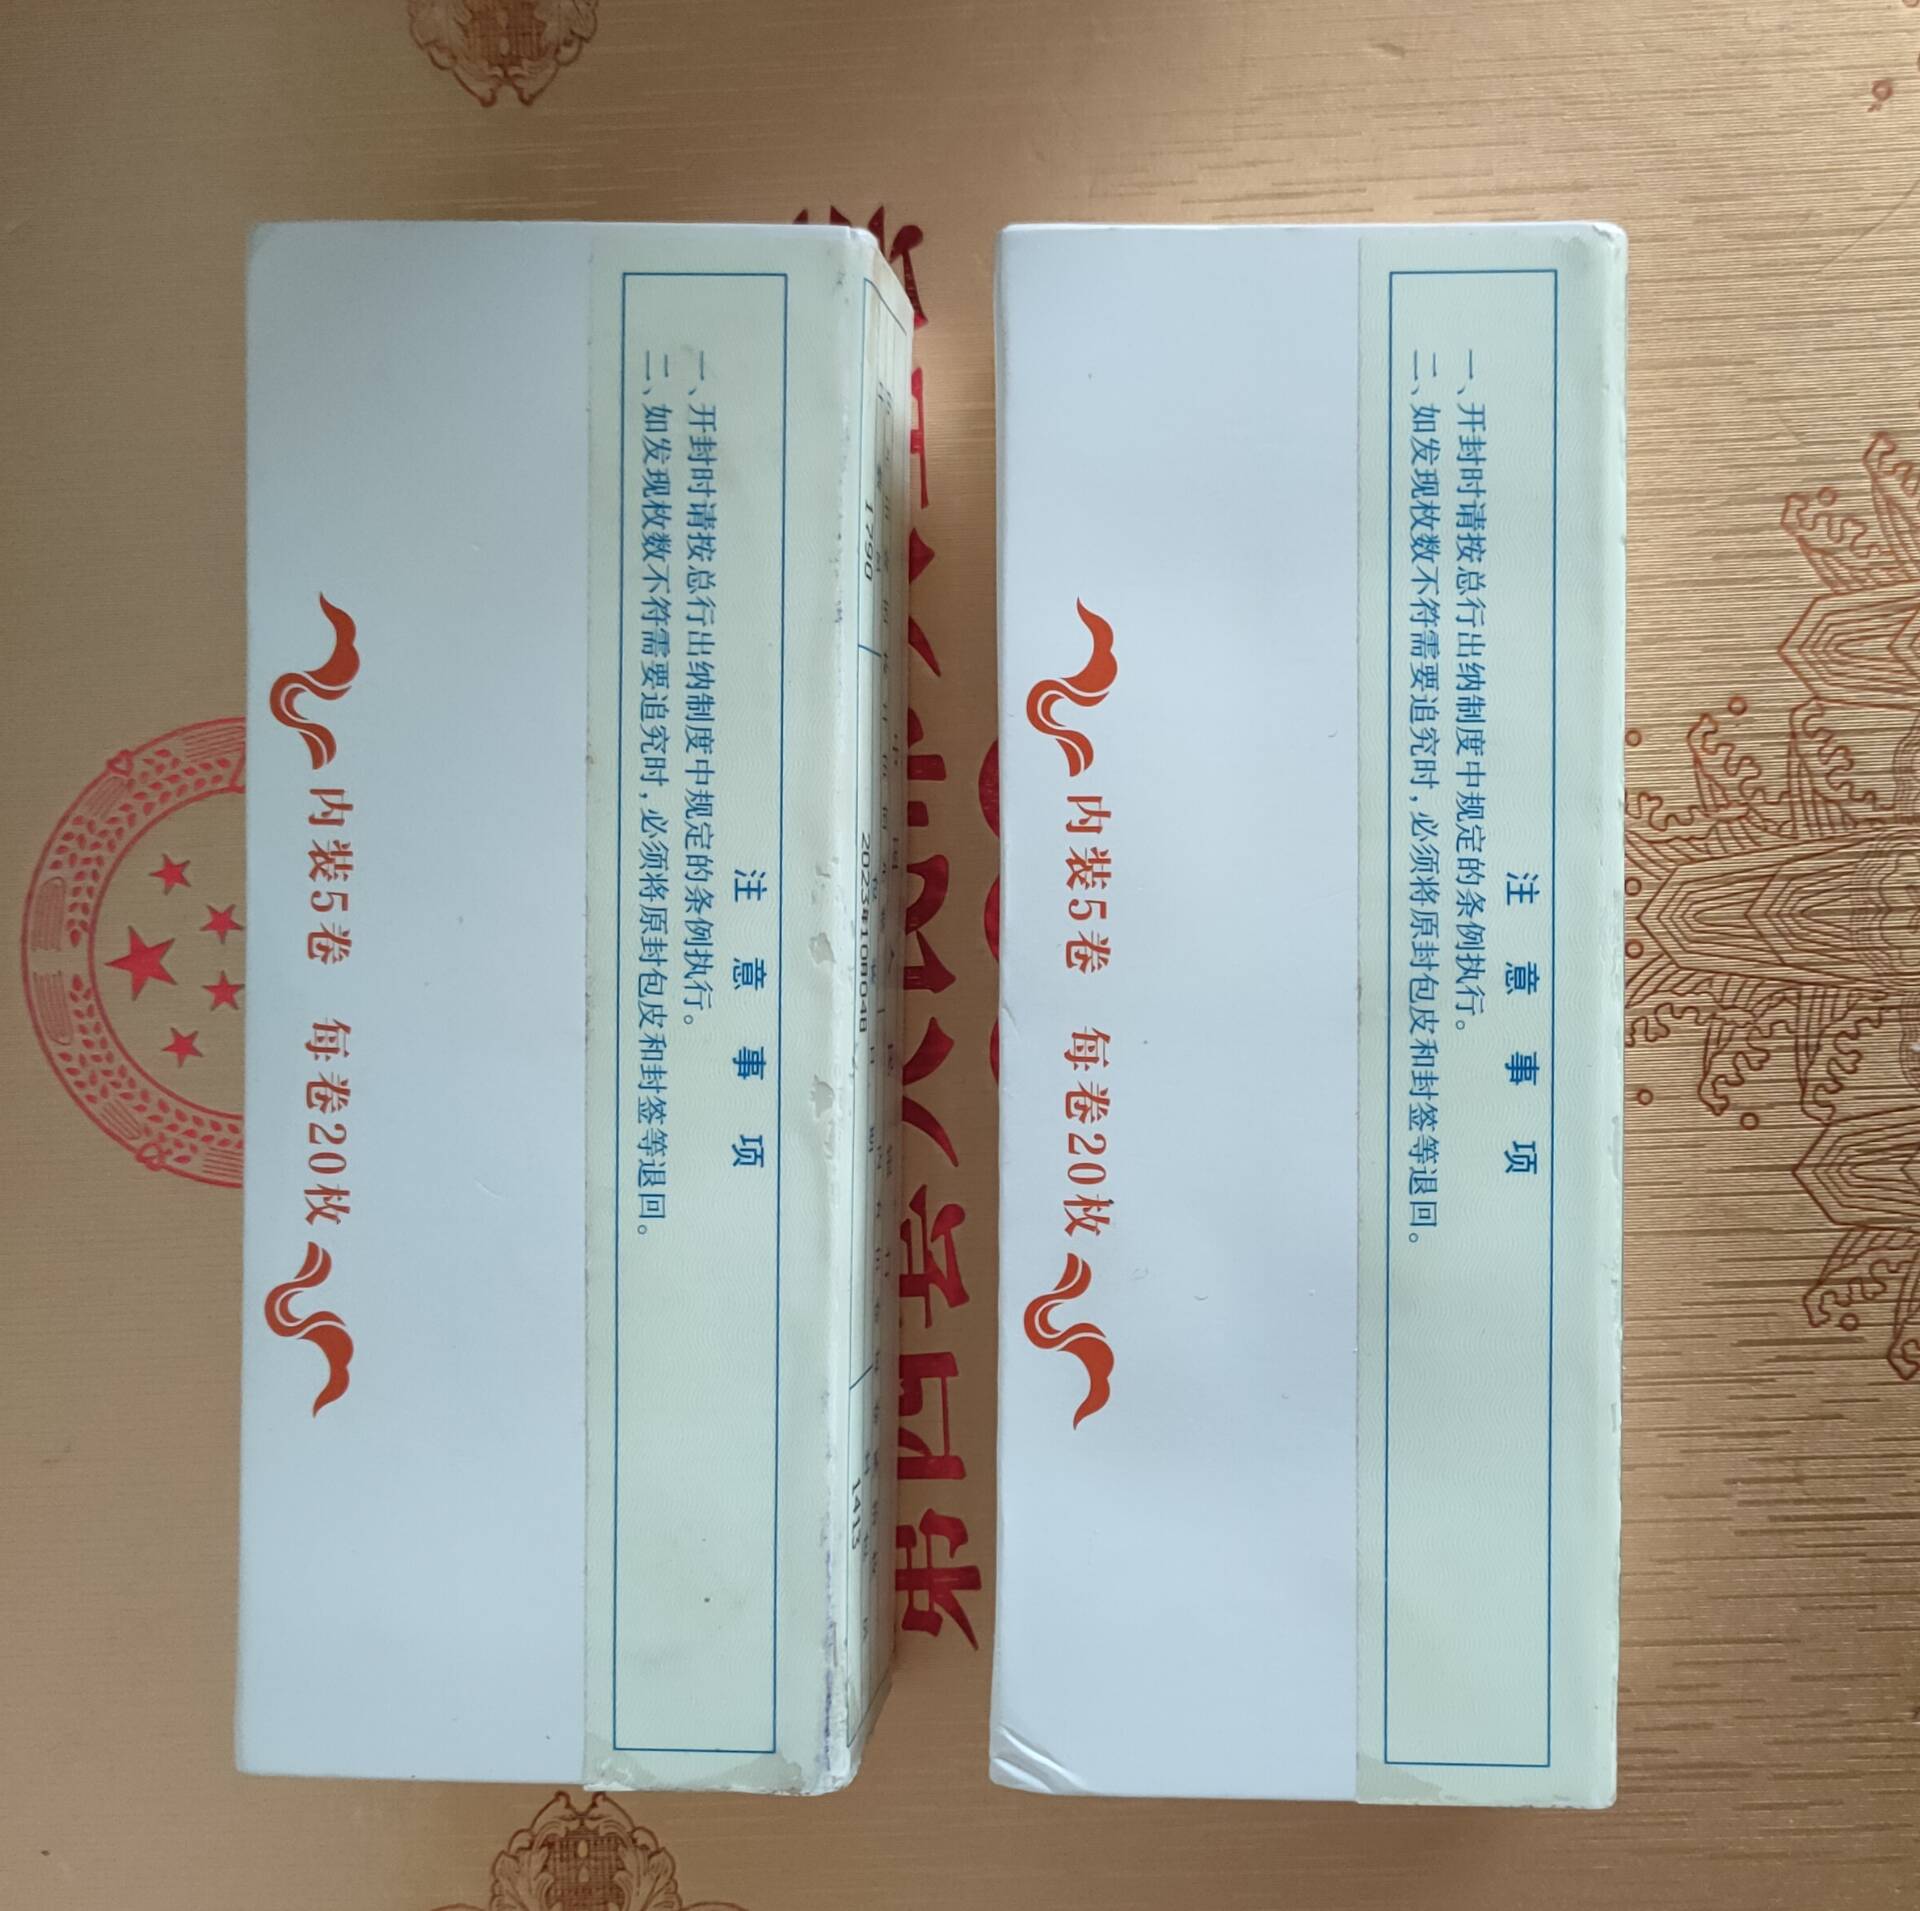 注意事项
一、开封时请按总行出纳制度中规定的条例执行。
二、如发现枚数不符需要追究时，必须将原封包皮和封签等退回。
内装5卷 每卷20枚
1790
1413
注意事项
一、开封时请按总行出纳制度中规定的条例执行。
二、如发现枚数不符需要追究时，必须将原封包皮和封签等退回。
内装5卷 每卷20枚